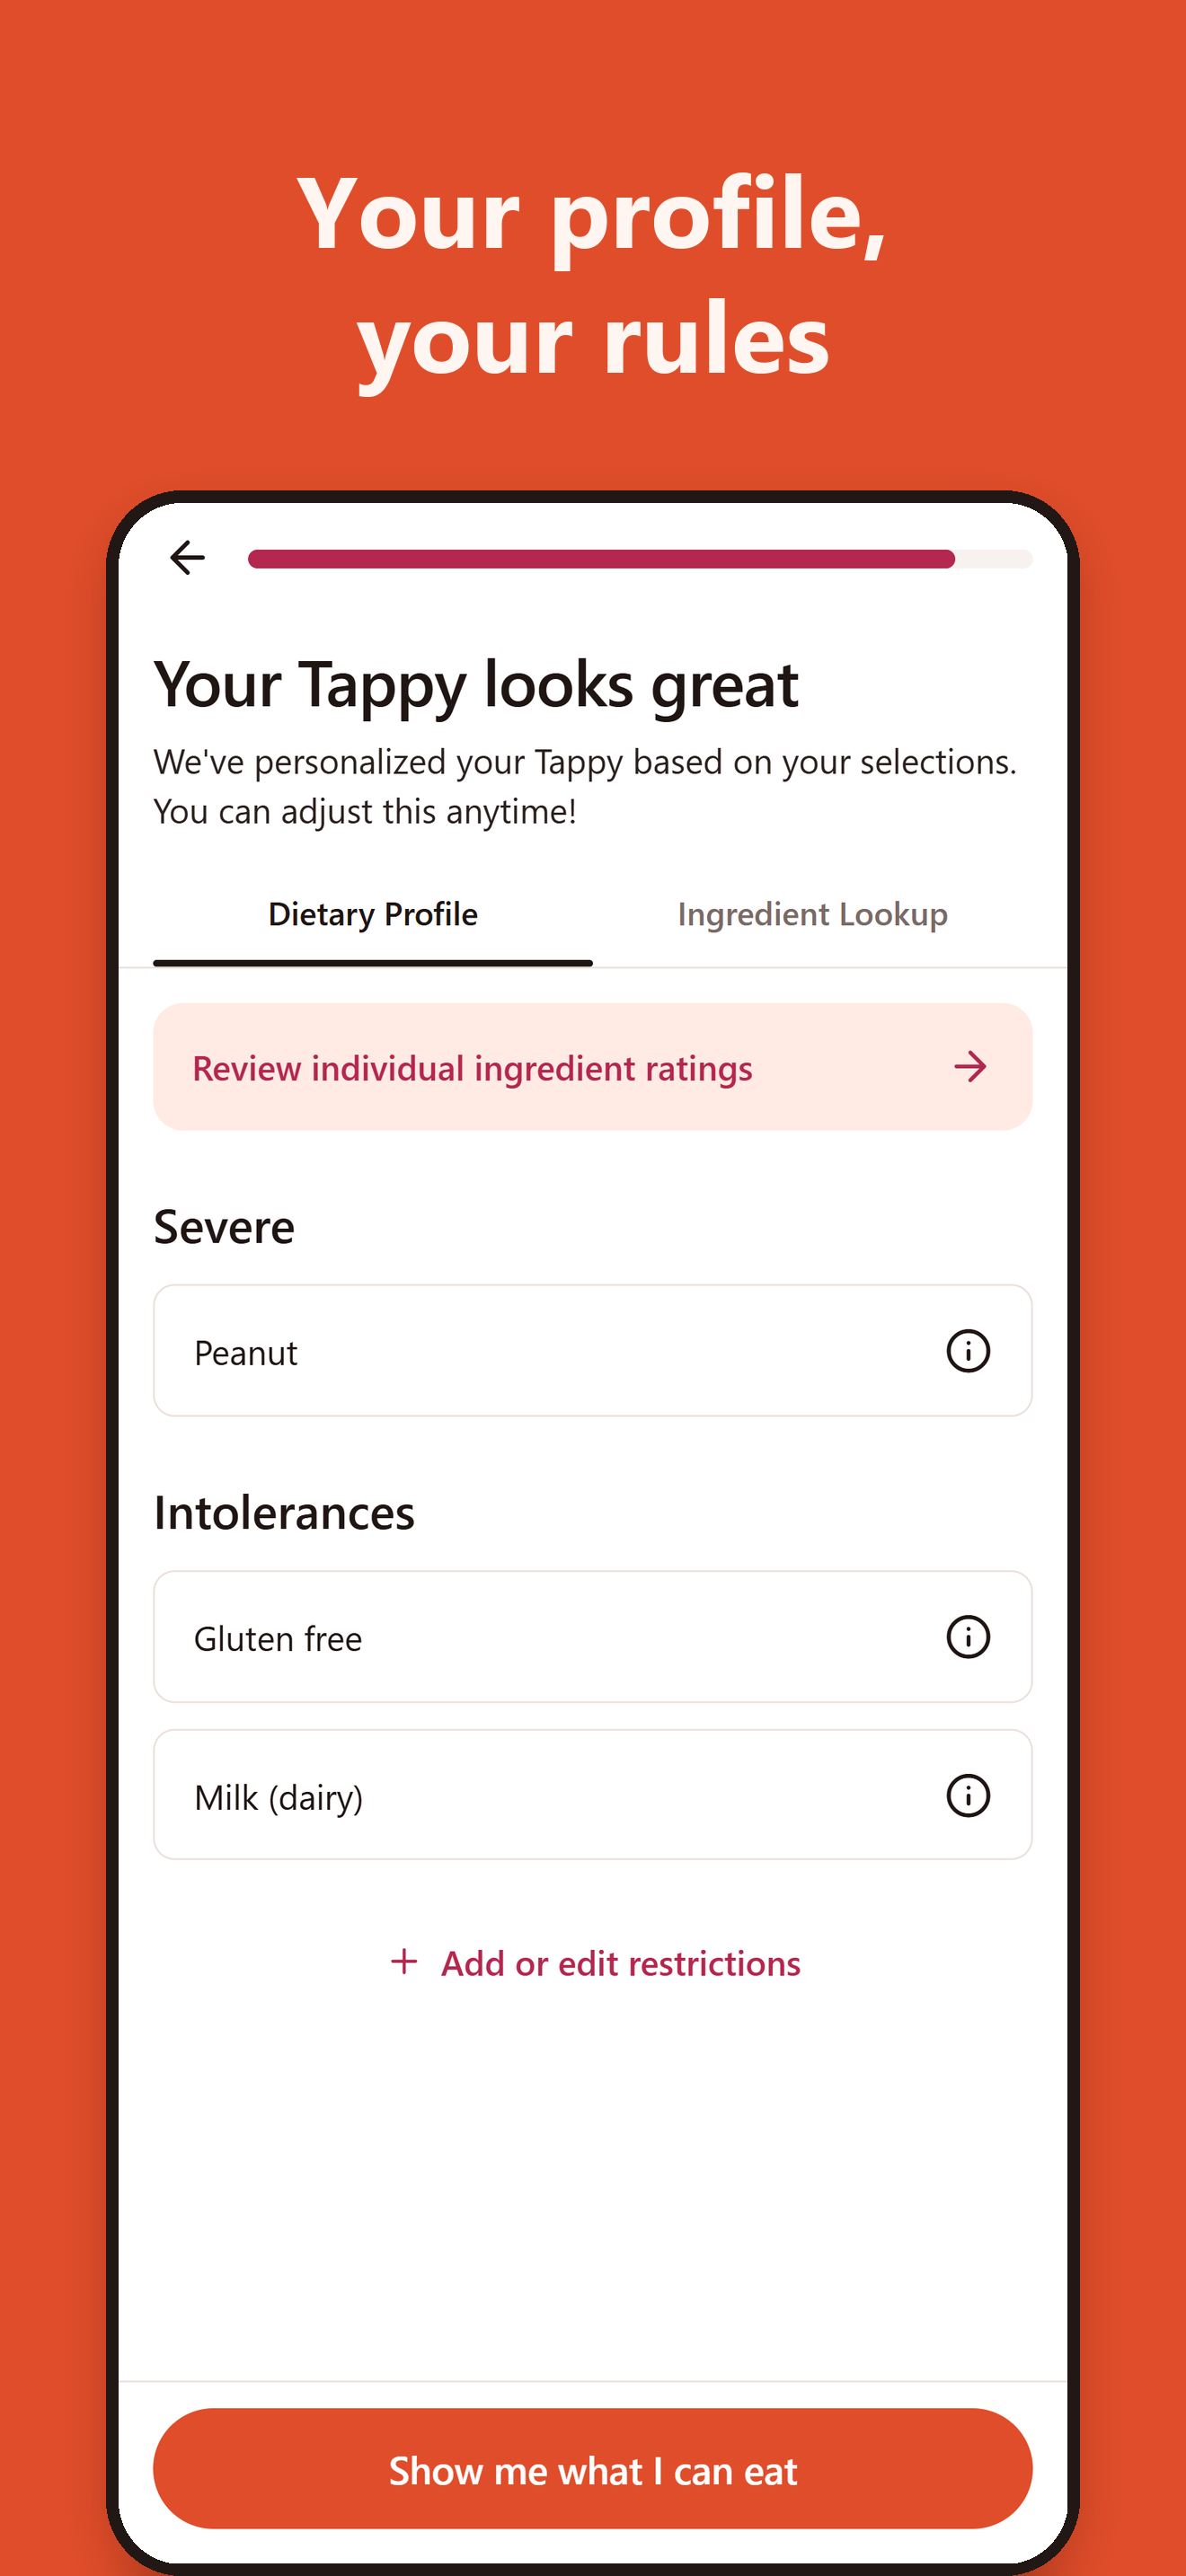 Your profile,
your rules
Your Tappy looks great
We've personalized your Tappy based on your selections.
You can adjust this anytime!
Dietary Profile
Ingredient Lookup
Review individual ingredient ratings
Severe
Peanut
Intolerances
Gluten free
Milk (dairy)
+ Add or edit restrictions
Show me what I can eat